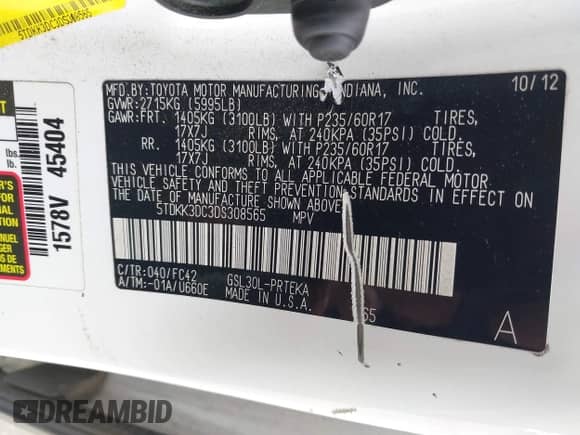 5TDKK3DC3DS308565
MFD.BY:TOYOTA MOTOR MANUFACTURING INDIANA, INC. 10/12
GVWR:2715KG (5995LB)
GAWR:FRT. 1405KG (3100LB) WITH P235/60R17 TIRES,
17X7J RIMS, AT 240KPA (35PSI) COLD.
RR. 1405KG (3100LB) WITH P235/60R17 TIRES,
17X7J RIMS, AT 240KPA (35PSI) COLD.
THIS VEHICLE CONFORMS TO ALL APPLICABLE FEDERAL MOTOR
VEHICLE SAFETY AND THEFT PREVENTION STANDARDS IN EFFECT ON
THE DATE OF MANUFACTURE SHOWN ABOVE.
5TDKK3DC3DS308565 MPV
C/TR:040/FC42 GSL30L-PRTEKA
A/TM:-01A/U660E MADE IN U.S.A.
565
A
1578V 45404
lbs.
lb.
DREAMBID